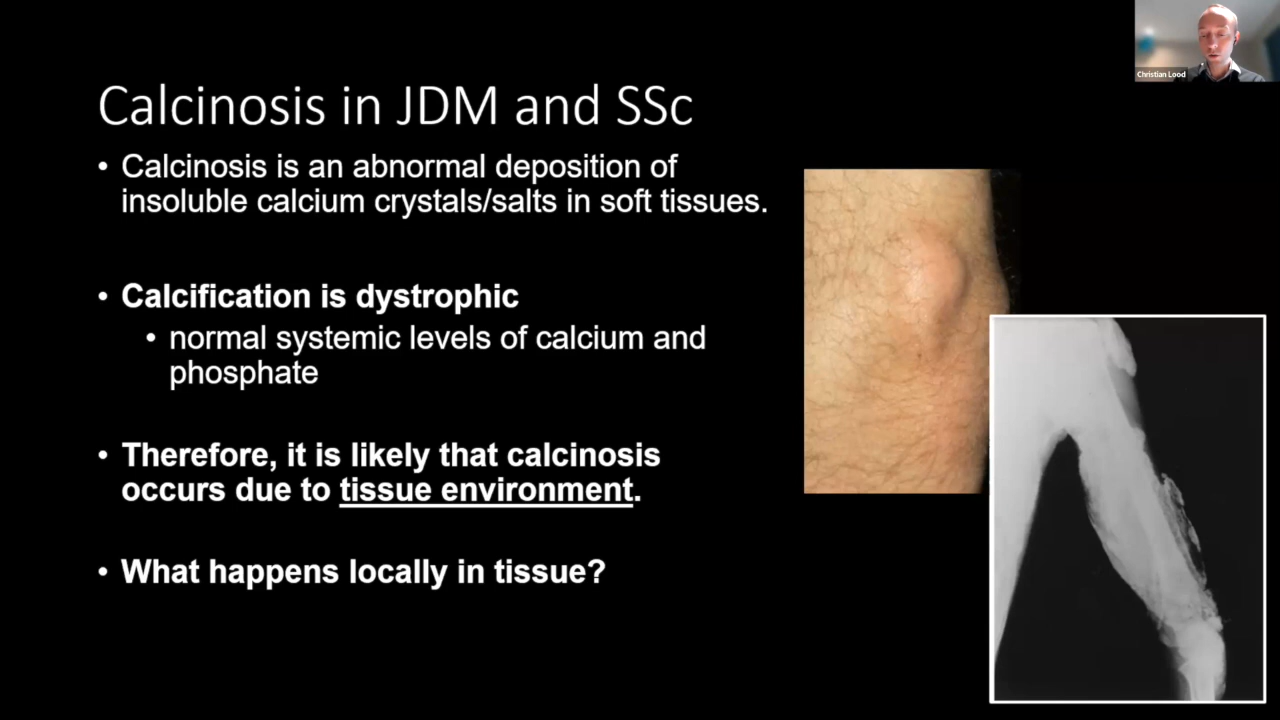 Christian Lood
Calcinosis in JDM and SSc
• Calcinosis is an abnormal deposition of
insoluble calcium crystals/salts in soft tissues.
• Calcification is dystrophic
• normal systemic levels of calcium and
phosphate
• Therefore, it is likely that calcinosis
occurs due to tissue environment.
• What happens locally in tissue?